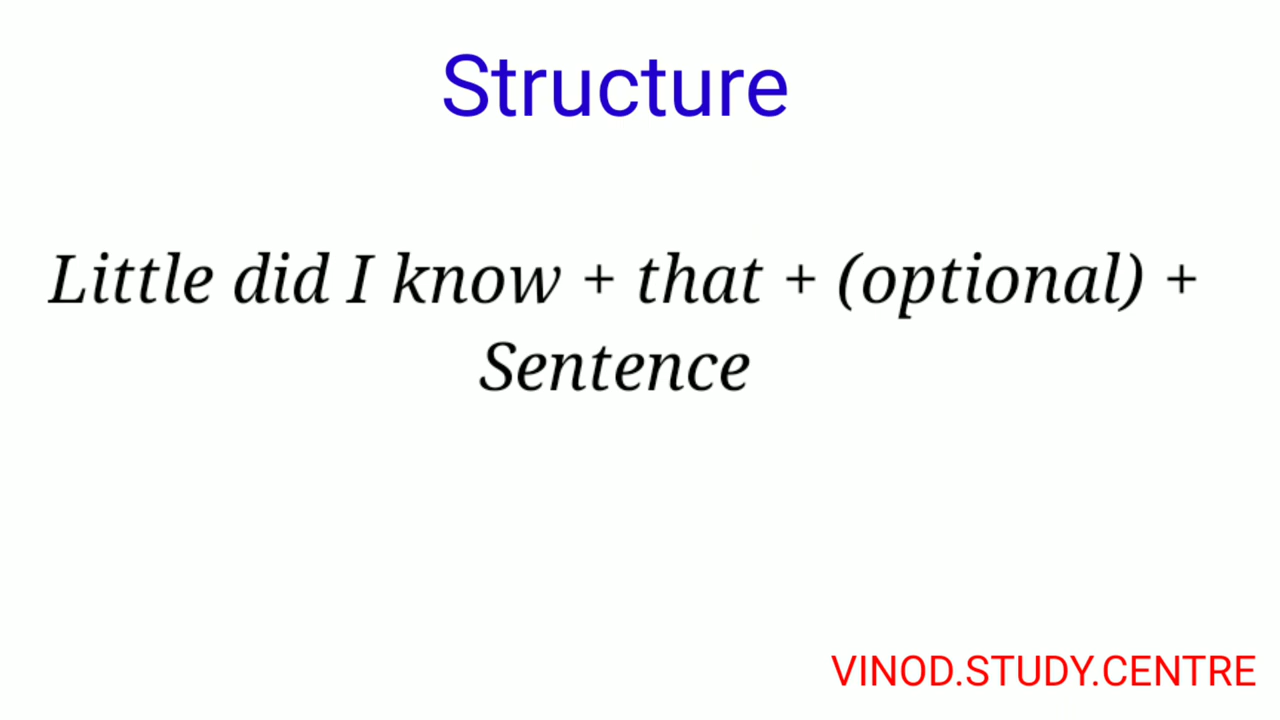 Structure
Little did I know + that + (optional) +
Sentence
VINOD.STUDY.CENTRE